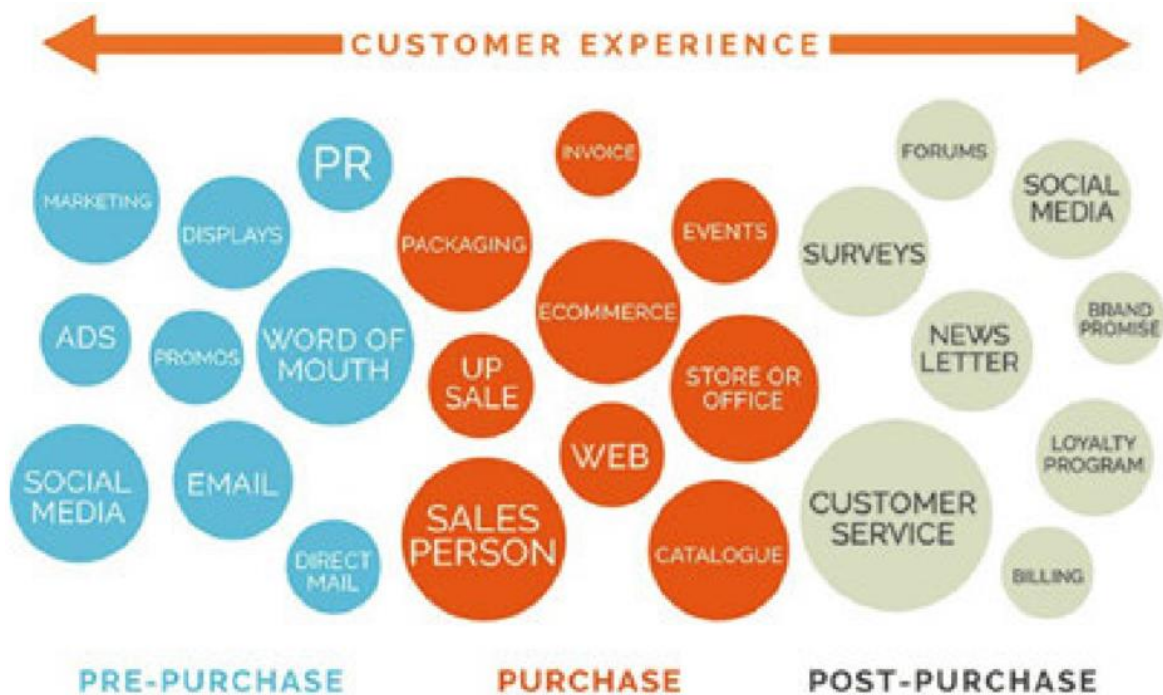 CUSTOMER EXPERIENCE
MARKETING
DISPLAYS
PR
ADS
PROMOS
WORD OF
MOUTH
SOCIAL
MEDIA
EMAIL
DIRECT
MAIL
PACKAGING
INVOICE
EVENTS
ECOMMERCE
UP
SALE
STORE OR
OFFICE
WEB
SALES
PERSON
CATALOGUE
FORUMS
SOCIAL
MEDIA
SURVEYS
NEWS
LETTER
BRAND
PROMISE
LOYALTY
PROGRAM
CUSTOMER
SERVICE
BILLING
PRE-PURCHASE
PURCHASE
POST-PURCHASE